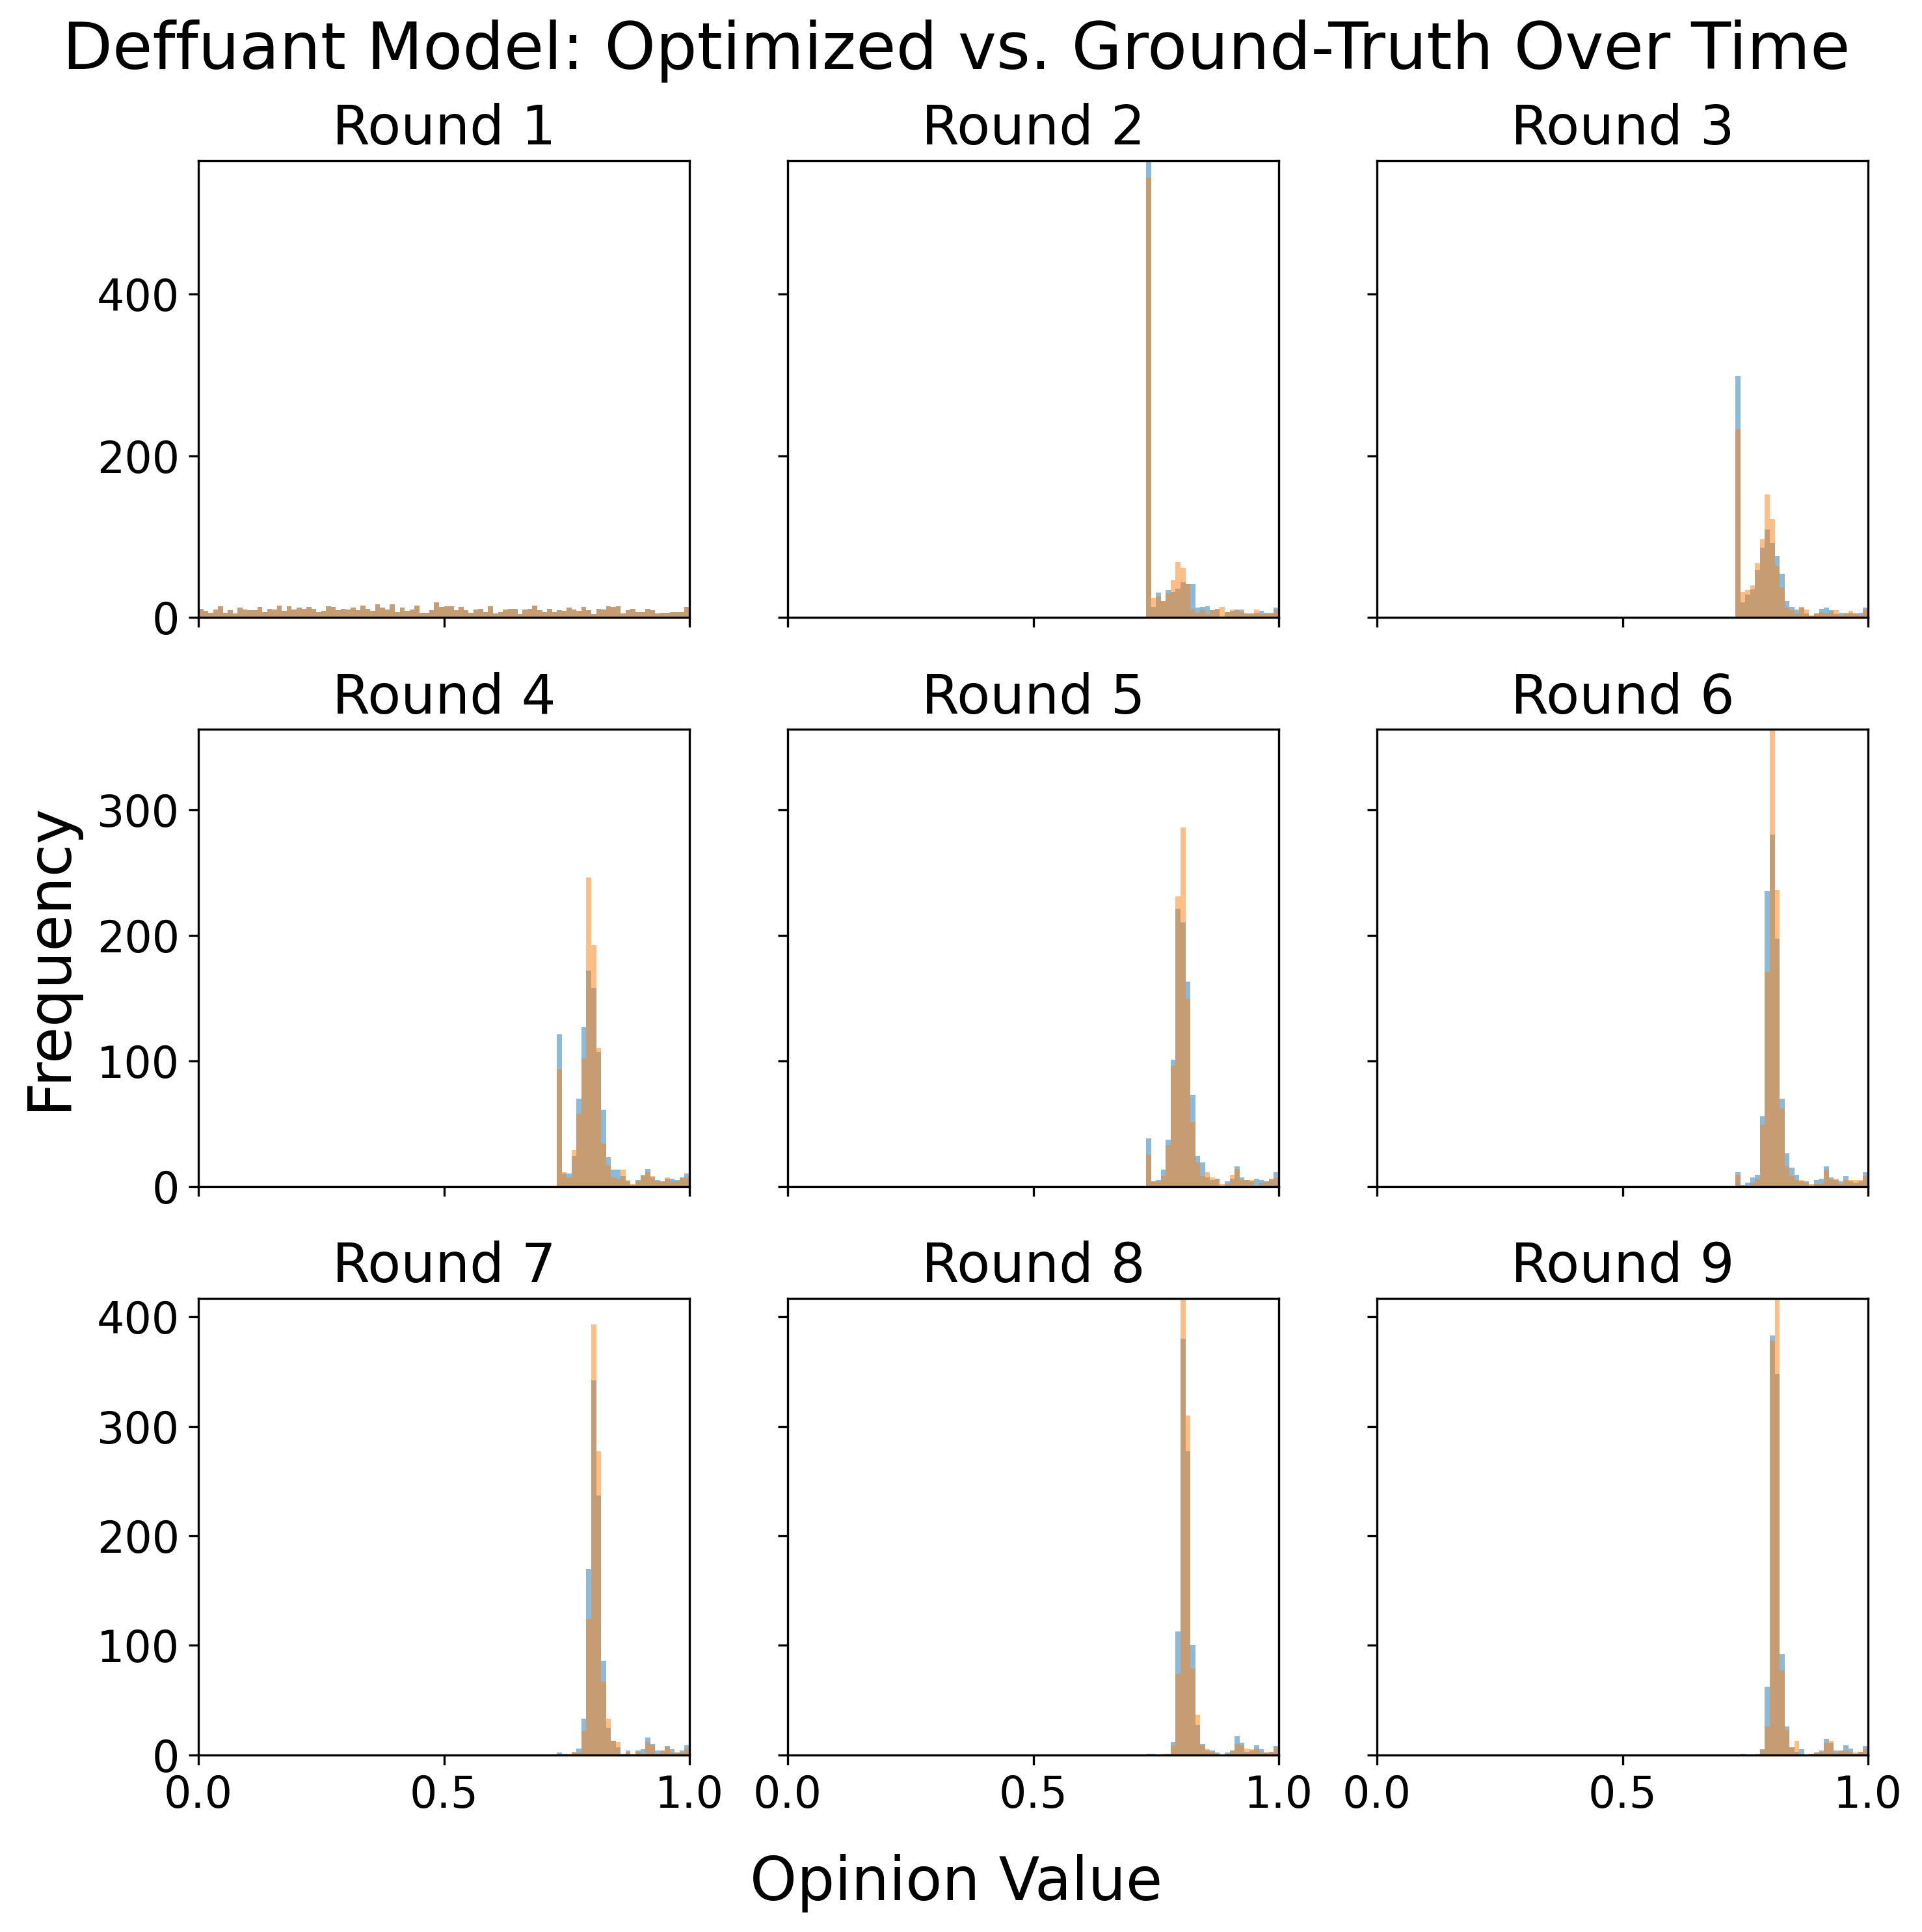 Deffuant Model: Optimized vs. Ground-Truth Over Time
Round 1
Round 2
Round 3
400
200
0
Round 4
Round 5
Round 6
300
200
100
0
Frequency
Round 7
Round 8
Round 9
400
300
200
100
0
0.0 0.5 1.0
0.0 0.5 1.0
0.0 0.5 1.0
Opinion Value